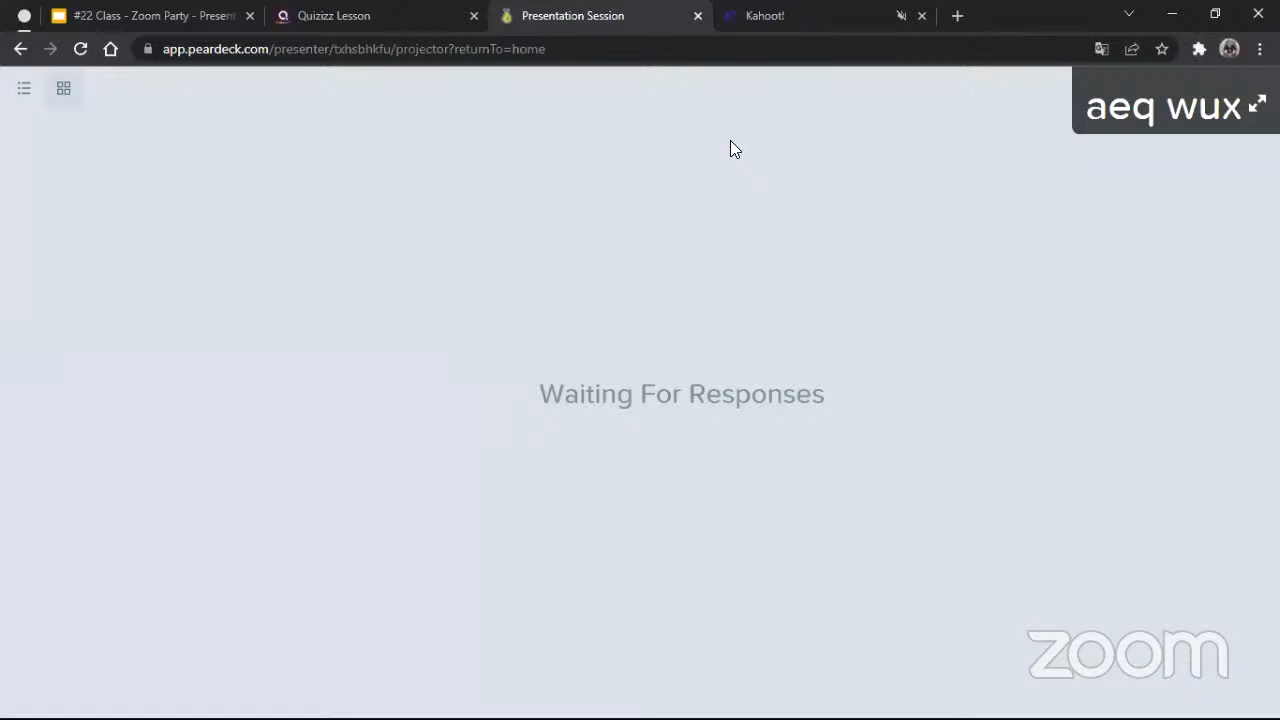 #22 Class - Zoom Party - Present
Quizizz Lesson
Presentation Session
Kahoot!
app.peardeck.com/presenter/txhsbhkfu/projector?returnTo=home
aeq wux
Waiting For Responses
zoom